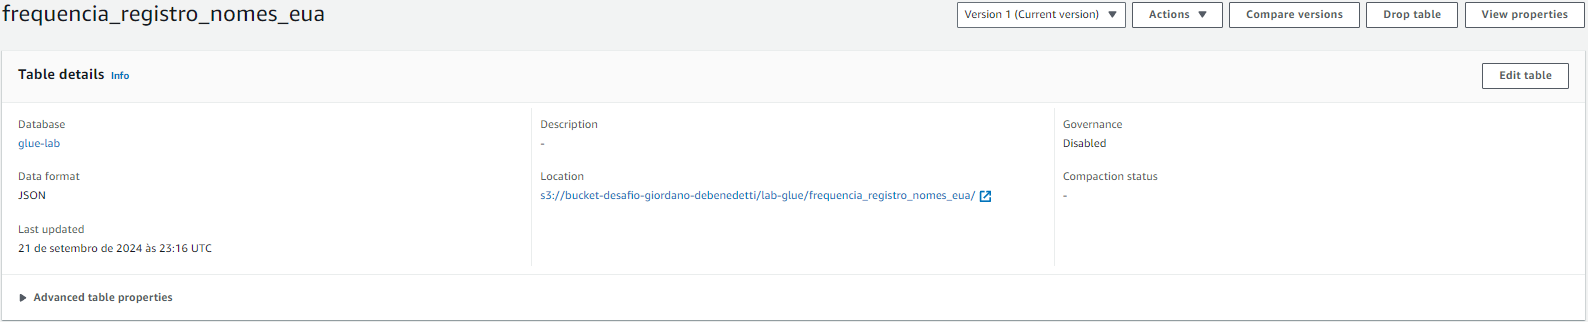 frequencia_registro_nomes_eua
Version 1 (Current version)
Actions
Compare versions
Drop table
View properties
Table details Info
Edit table
Database
glue-lab
Data format
JSON
Last updated
21 de setembro de 2024 às 23:16 UTC
Description
-
Location
s3://bucket-desafio-giordano-debenedetti/lab-glue/frequencia_registro_nomes_eua/
Governance
Disabled
Compaction status
-
Advanced table properties